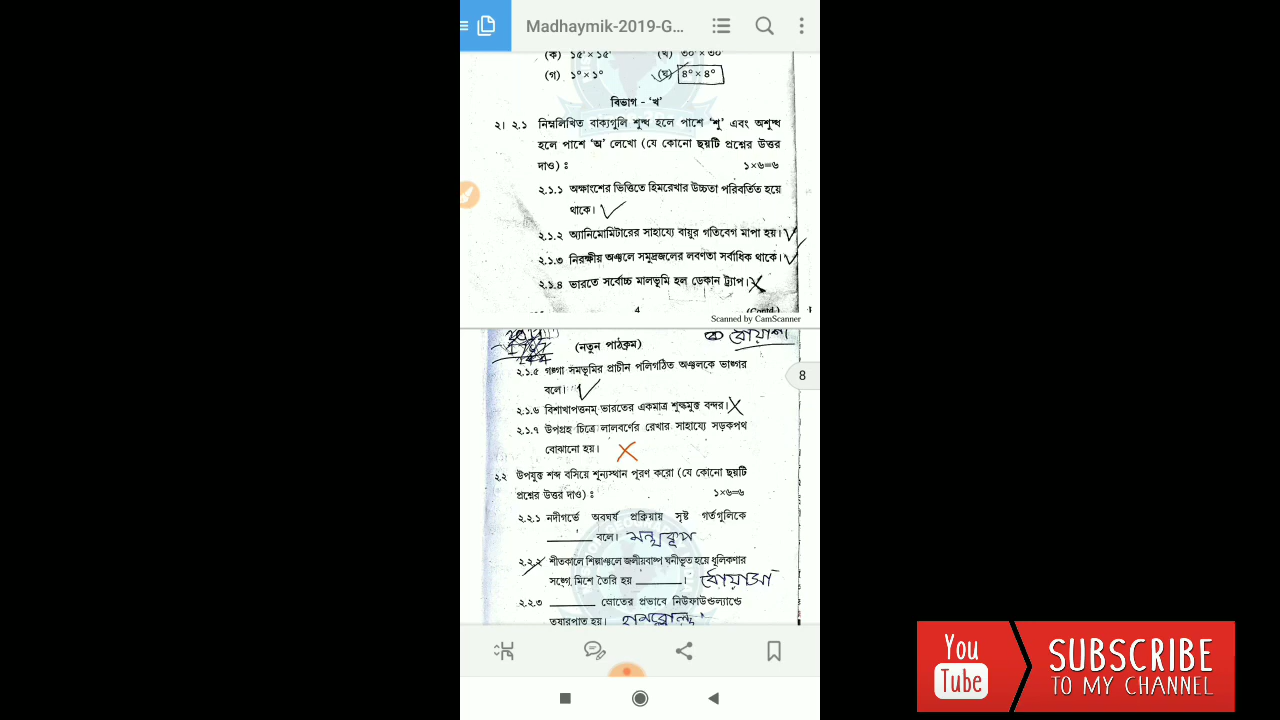 Madhaymik-2019-G...
(ক) ১৫' × ১৫' (খ) ৩০' × ৩০'
(গ) ১° × ১° (ঘ) ৪° × ৪°
বিভাগ - ‘খ’
২। ২.১ নিম্নলিখিত বাক্যগুলি শুদ্ধ হলে পাশে ‘শু’ এবং অশুদ্ধ
হলে পাশে ‘অ’ লেখো (যে কোনো ছয়টি প্রশ্নের উত্তর
দাও) : ১×৬=৬
২.১.১ অক্ষাংশের ভিত্তিতে হিমরেখার উচ্চতা পরিবর্তিত হয়ে
থাকে।
২.১.২ অ্যানিমোমিটারের সাহায্যে বায়ুর গতিবেগ মাপা হয়।
২.১.৩ নিরক্ষীয় অঞ্চলে সমুদ্রজলের লবণতা সর্বাধিক থাকে।
২.১.৪ ভারতে সর্বোচ্চ মালভূমি হল ডেকান ট্র্যাপ।
4 (Contd.
Scanned by CamScanner
(নতুন পাঠক্রম)
২.১.৫ গঙ্গা সমভূমির প্রাচীন পলিগঠিত অঞ্চলকে ভাঙ্গর
বলে।
২.১.৬ বিশাখাপত্তনম্ ভারতের একমাত্র শুল্কমুক্ত বন্দর।
২.১.৭ উপগ্রহ চিত্রে লালবর্ণের রেখার সাহায্যে সড়কপথ
বোঝানো হয়।
8
২.২ উপযুক্ত শব্দ বসিয়ে শূন্যস্থান পূরণ করো (যে কোনো ছয়টি
প্রশ্নের উত্তর দাও) : ১×৬=৬
২.২.১ নদীগর্ভে অবঘর্ষ প্রক্রিয়ায় সৃষ্ট গর্তগুলিকে
______ বলে। মন্থকূপ
২.২.২ শীতকালে শিল্পাঞ্চলে জলীয়বাষ্প ঘনীভূত হয়ে ধূলিকণার
সঙ্গে মিশে তৈরি হয় ______। ধোঁয়াশা
২.২.৩ ______ স্রোতের প্রভাবে নিউফাউন্ডল্যান্ডে
তুষারপাত হয়।
You
Tube
SUBSCRIBE
TO MY CHANNEL